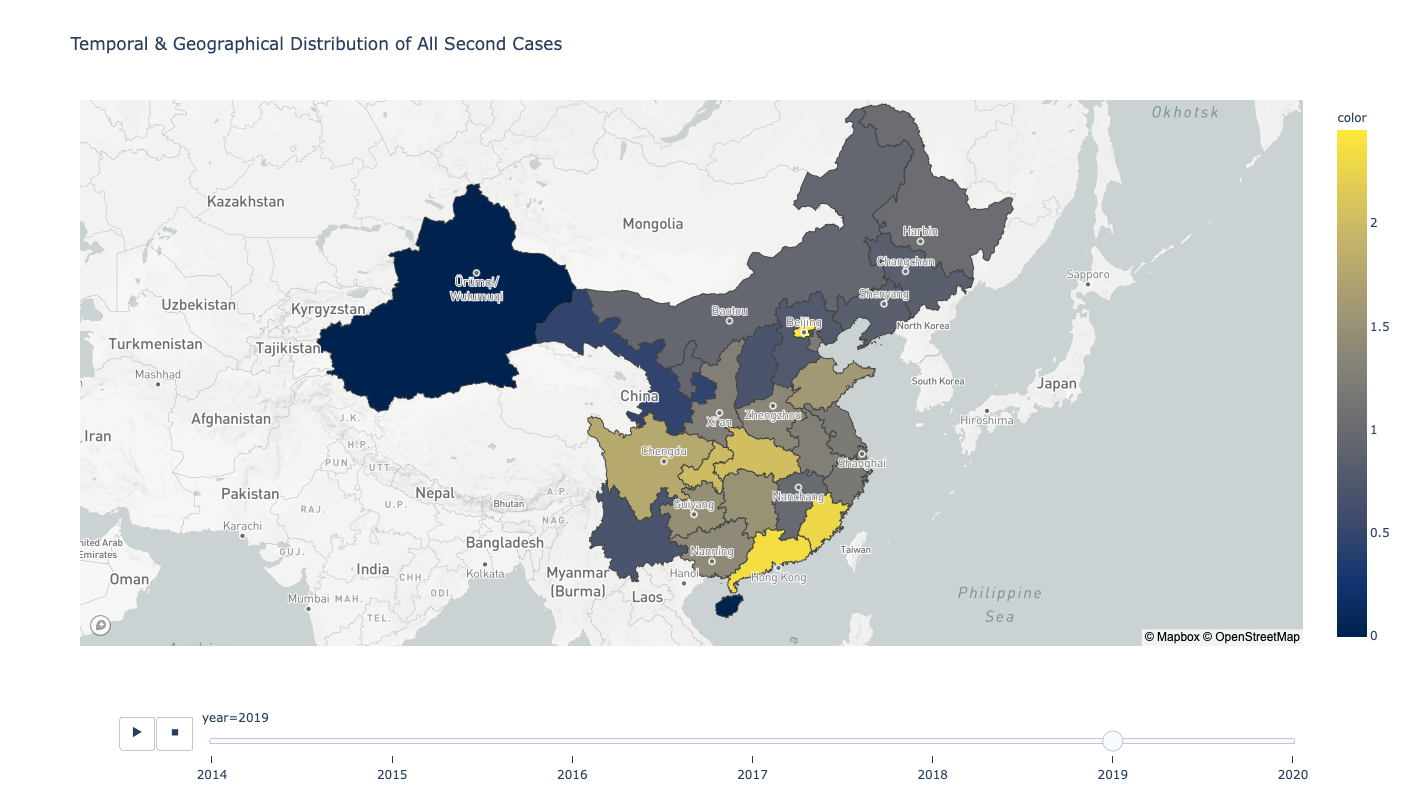 Temporal & Geographical Distribution of All Second Cases
Okhotsk
color
Kazakhstan
Mongolia
Harbin
2
Changchun
Ürümqi/
Wulumuqi
Sapporo
Shenyang
Uzbekistan
Kyrgyzstan
Baotou
Beijing
North Korea
1.5
Turkmenistan
Tajikistan
Mashhad
South Korea
Japan
China
Afghanistan
J.K.
Xi'an
Zhengzhou
Hiroshima
Iran
H.P.
1
Chengdu
PUN.
UTT.
Shanghai
Pakistan
Nepal
A.P.
Bhutan
Nanchang
RAJ.
U.P.
Guiyang
NAG.
Karachi
United Arab
Emirates
GUJ.
Bangladesh
Nanning
Taiwan
0.5
Oman
India
CHH.
Kolkata
Myanmar
(Burma)
Hanoi
Hong Kong
Mumbai
MAH.
ODI.
Laos
Philippine
Sea
TEL.
© Mapbox © OpenStreetMap
0
year=2019
2014
2015
2016
2017
2018
2019
2020